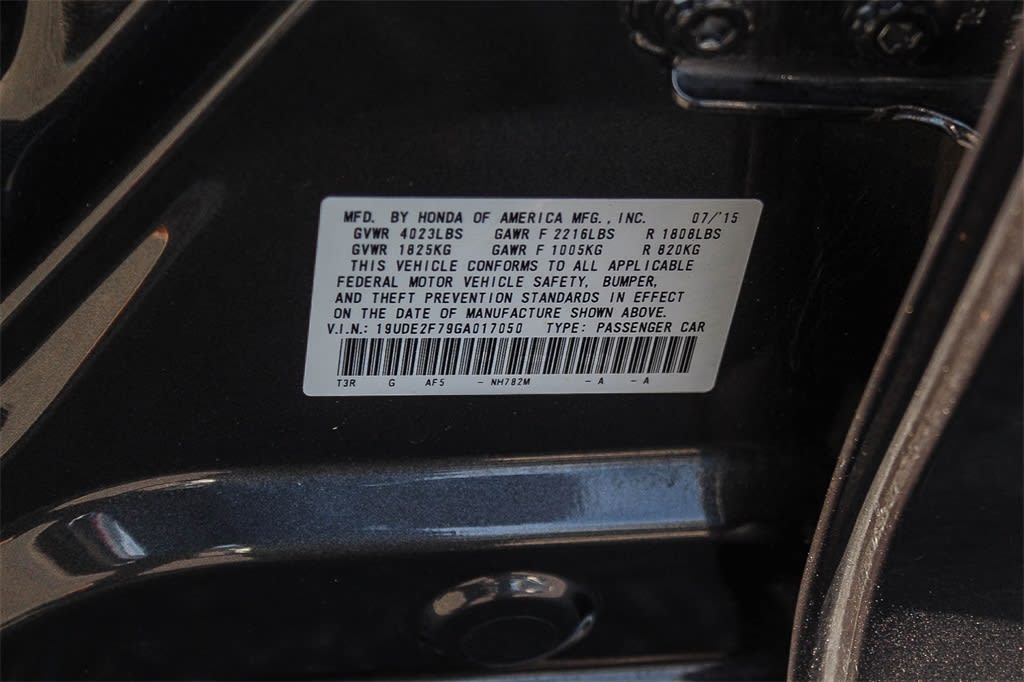 MFD. BY HONDA OF AMERICA MFG., INC. 07/'15
GVWR 4023LBS GAWR F 2216LBS R 1808LBS
GVWR 1825KG GAWR F 1005KG R 820KG
THIS VEHICLE CONFORMS TO ALL APPLICABLE
FEDERAL MOTOR VEHICLE SAFETY, BUMPER,
AND THEFT PREVENTION STANDARDS IN EFFECT
ON THE DATE OF MANUFACTURE SHOWN ABOVE.
V.I.N.: 19UDE2F79GA017050 TYPE: PASSENGER CAR
T3R G AF5 - NH782M - A - A